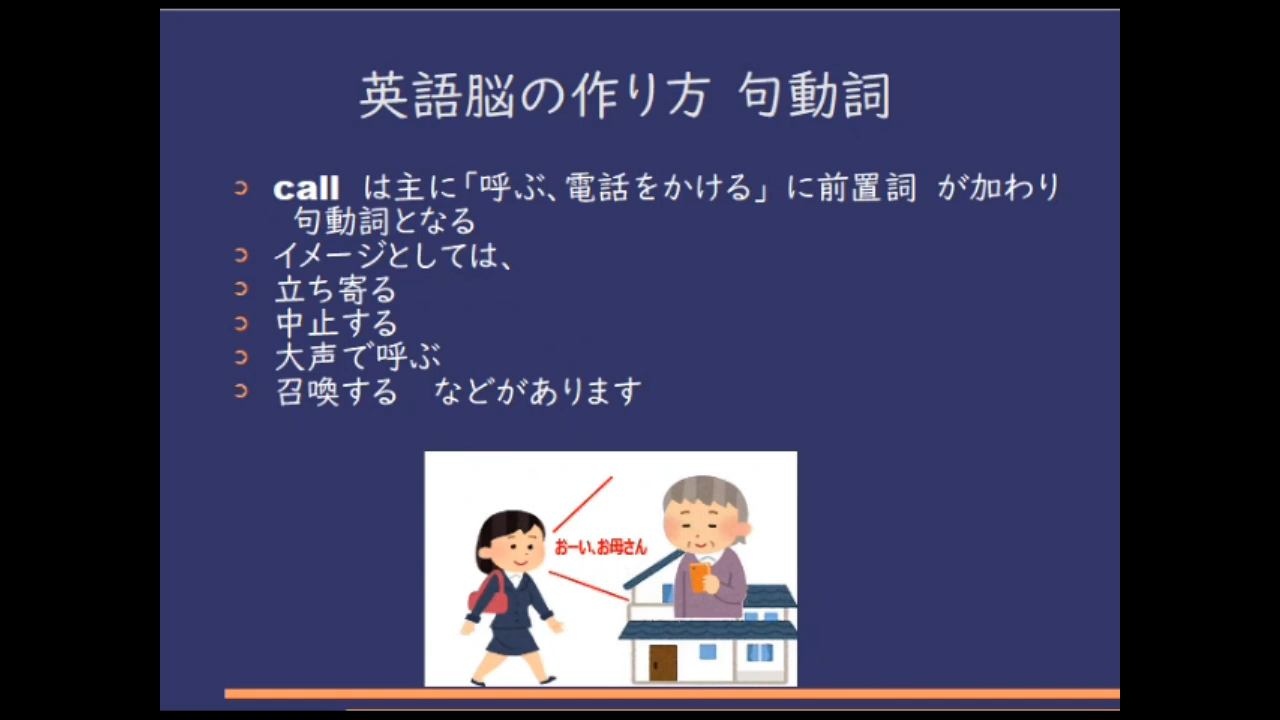 英語脳の作り方 句動詞
call は主に「呼ぶ、電話をかける」 に前置詞 が加わり
句動詞となる
イメージとしては、
立ち寄る
中止する
大声で呼ぶ
召喚する などがあります
おーい、お母さん